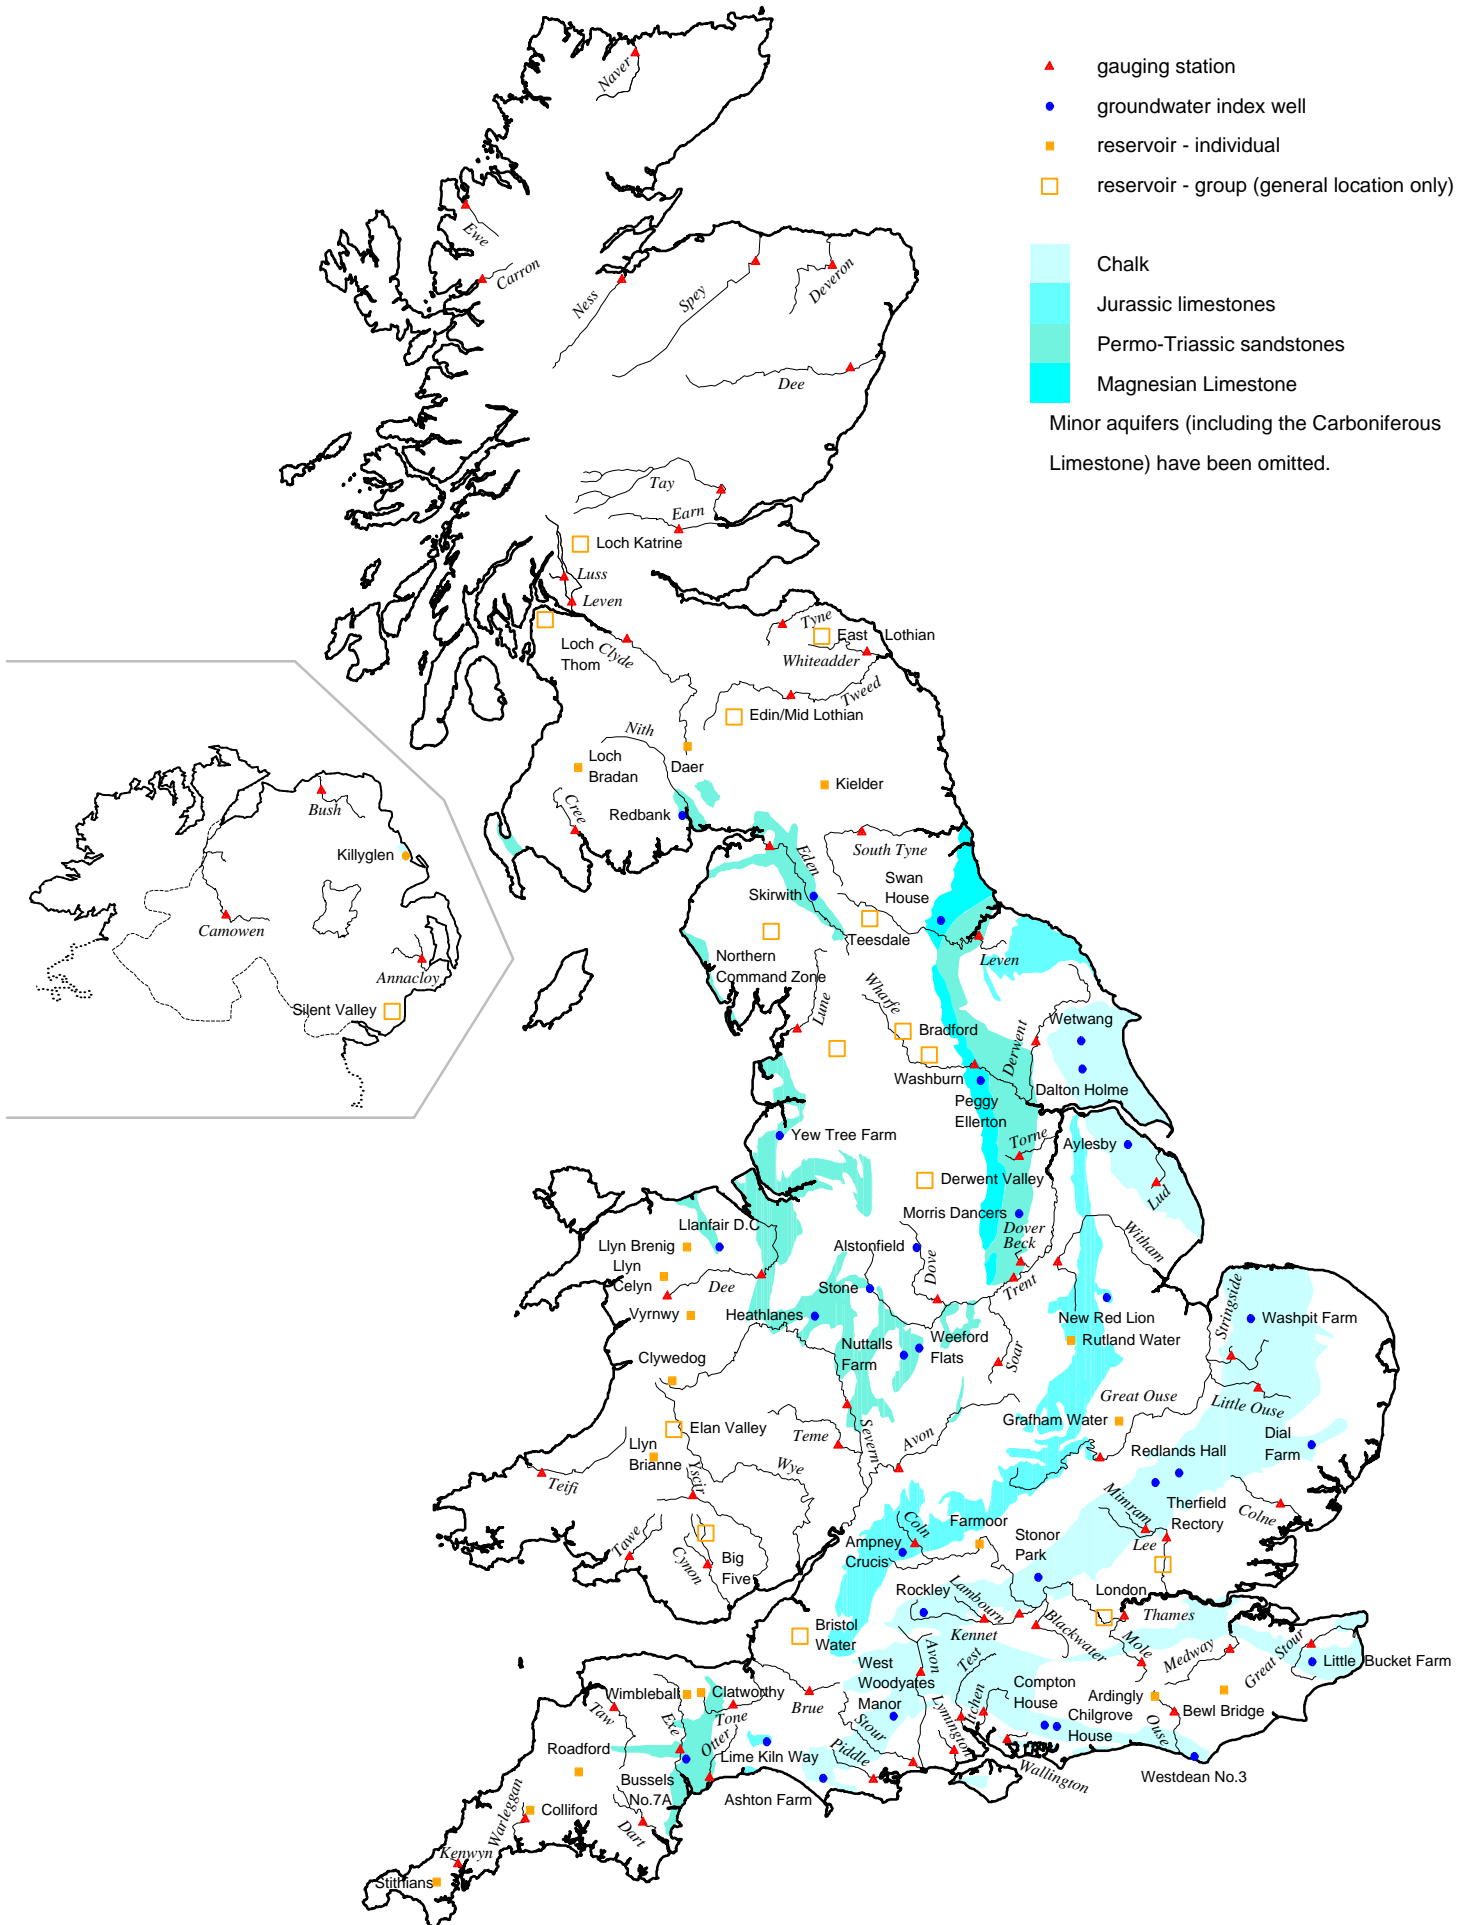 gauging station
groundwater index well
reservoir - individual
reservoir - group (general location only)
Chalk
Jurassic limestones
Permo-Triassic sandstones
Magnesian Limestone
Minor aquifers (including the Carboniferous
Limestone) have been omitted.
Naver
Ewe
Carron
Ness
Spey
Deveron
Dee
Tay
Earn
Loch Katrine
Luss
Leven
Loch
Thom
Clyde
Tyne
East Lothian
Whiteadder
Tweed
Edin/Mid Lothian
Nith
Daer
Loch
Bradan
Kielder
Cree
Redbank
Bush
Killyglen
Camowen
Annacloy
Silent Valley
Eden
South Tyne
Swan
House
Skirwith
Teesdale
Leven
Northern
Command Zone
Lune
Wharfe
Bradford
Washburn
Derwent
Wetwang
Dalton Holme
Peggy
Ellerton
Yew Tree Farm
Torne
Aylesby
Lud
Derwent Valley
Morris Dancers
Dover
Beck
Witham
Llanfair D.C
Llyn Brenig
Llyn
Celyn
Dee
Vyrnwy
Alstonfield
Dove
Stone
Trent
Heathlanes
Nuttalls
Farm
Weeford
Flats
Soar
New Red Lion
Rutland Water
Stringside
Washpit Farm
Clywedog
Great Ouse
Little Ouse
Grafham Water
Dial
Farm
Elan Valley
Teme
Severn
Avon
Redlands Hall
Llyn
Brianne
Yscir
Wye
Teifi
Therfield
Rectory
Mimram
Colne
Lee
Coln
Farmoor
Stonor
Park
Ampney
Crucis
Tawe
Cynon
Big
Five
Rockley
Lambourn
London
Thames
Kennet
Blackwater
Bristol
Water
Mole
Medway
Great Stour
Little Bucket Farm
Avon
Test
West
Woodyates
Manor
Compton
House
Ardingly
Chilgrove
House
Bewl Bridge
Wimbleball
Clatworthy
Taw
Exe
Tone
Brue
Stour
Lymington
Itchen
Ouse
Otter
Roadford
Lime Kiln Way
Piddle
Wallington
Westdean No.3
Bussels
No.7A
Ashton Farm
Warleggan
Colliford
Dart
Kenwyn
Stithians